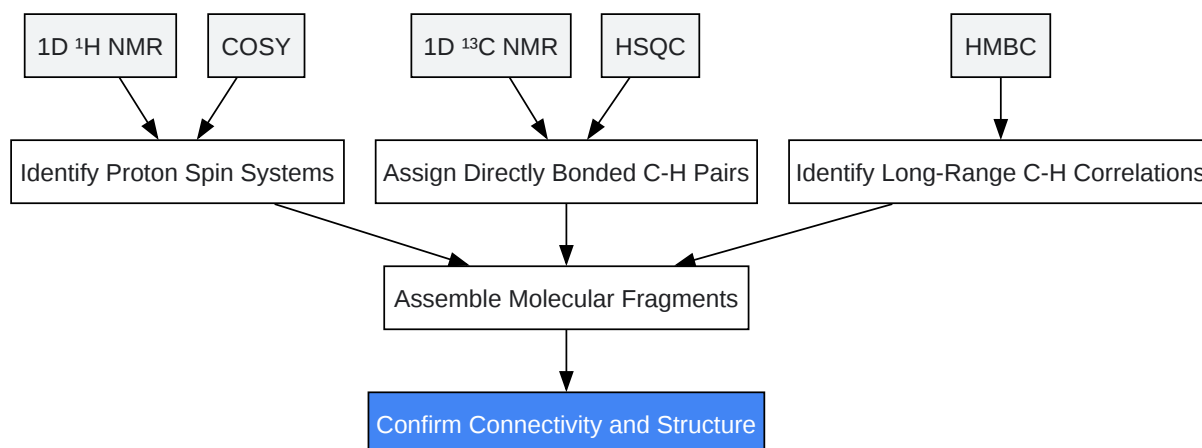 1D ¹H NMR
COSY
1D ¹³C NMR
HSQC
HMBC
Identify Proton Spin Systems
Assign Directly Bonded C-H Pairs
Identify Long-Range C-H Correlations
Assemble Molecular Fragments
Confirm Connectivity and Structure